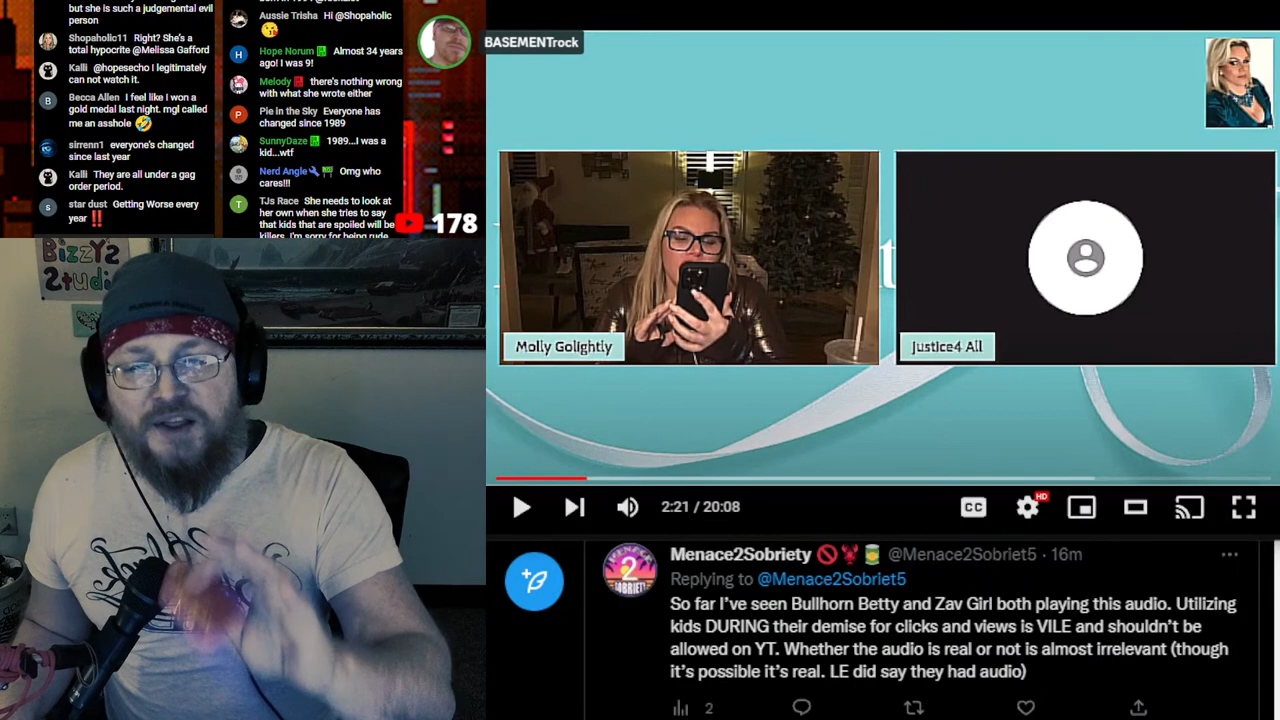 but she is such a judgemental evil
person
Shopaholic11 Right? She's a
total hypocrite @Melissa Gafford
Kalli @hopesecho I legitimately
can not watch it.
Becca Allen I feel like I won a
gold medal last night. mgl called
me an asshole 🤣
sirrenn1 everyone's changed
since last year
Kalli They are all under a gag
order period.
star dust Getting Worse every
year ‼️
Aussie Trisha Hi @Shopaholic
😘
Hope Norum Almost 34 years
ago! I was 9!
Melody there's nothing wrong
with what she wrote either
Pie in the Sky Everyone has
changed since 1989
SunnyDaze 1989...I was a
kid...wtf
Nerd Angle Omg who
cares!!!
TJs Race She needs to look at
her own when she tries to say
that kids that are spoiled will be
killers. I'm sorry for being rude
178
BASEMENTrock
BizzY's
Studio
Molly Golightly
Justice4 All
2:21 / 20:08
CC
HD
Menace2Sobriety 🚫🦞🥫 @Menace2Sobriet5 · 16m
Replying to @Menace2Sobriet5
So far I've seen Bullhorn Betty and Zav Girl both playing this audio. Utilizing
kids DURING their demise for clicks and views is VILE and shouldn't be
allowed on YT. Whether the audio is real or not is almost irrelevant (though
it's possible it's real. LE did say they had audio)
2